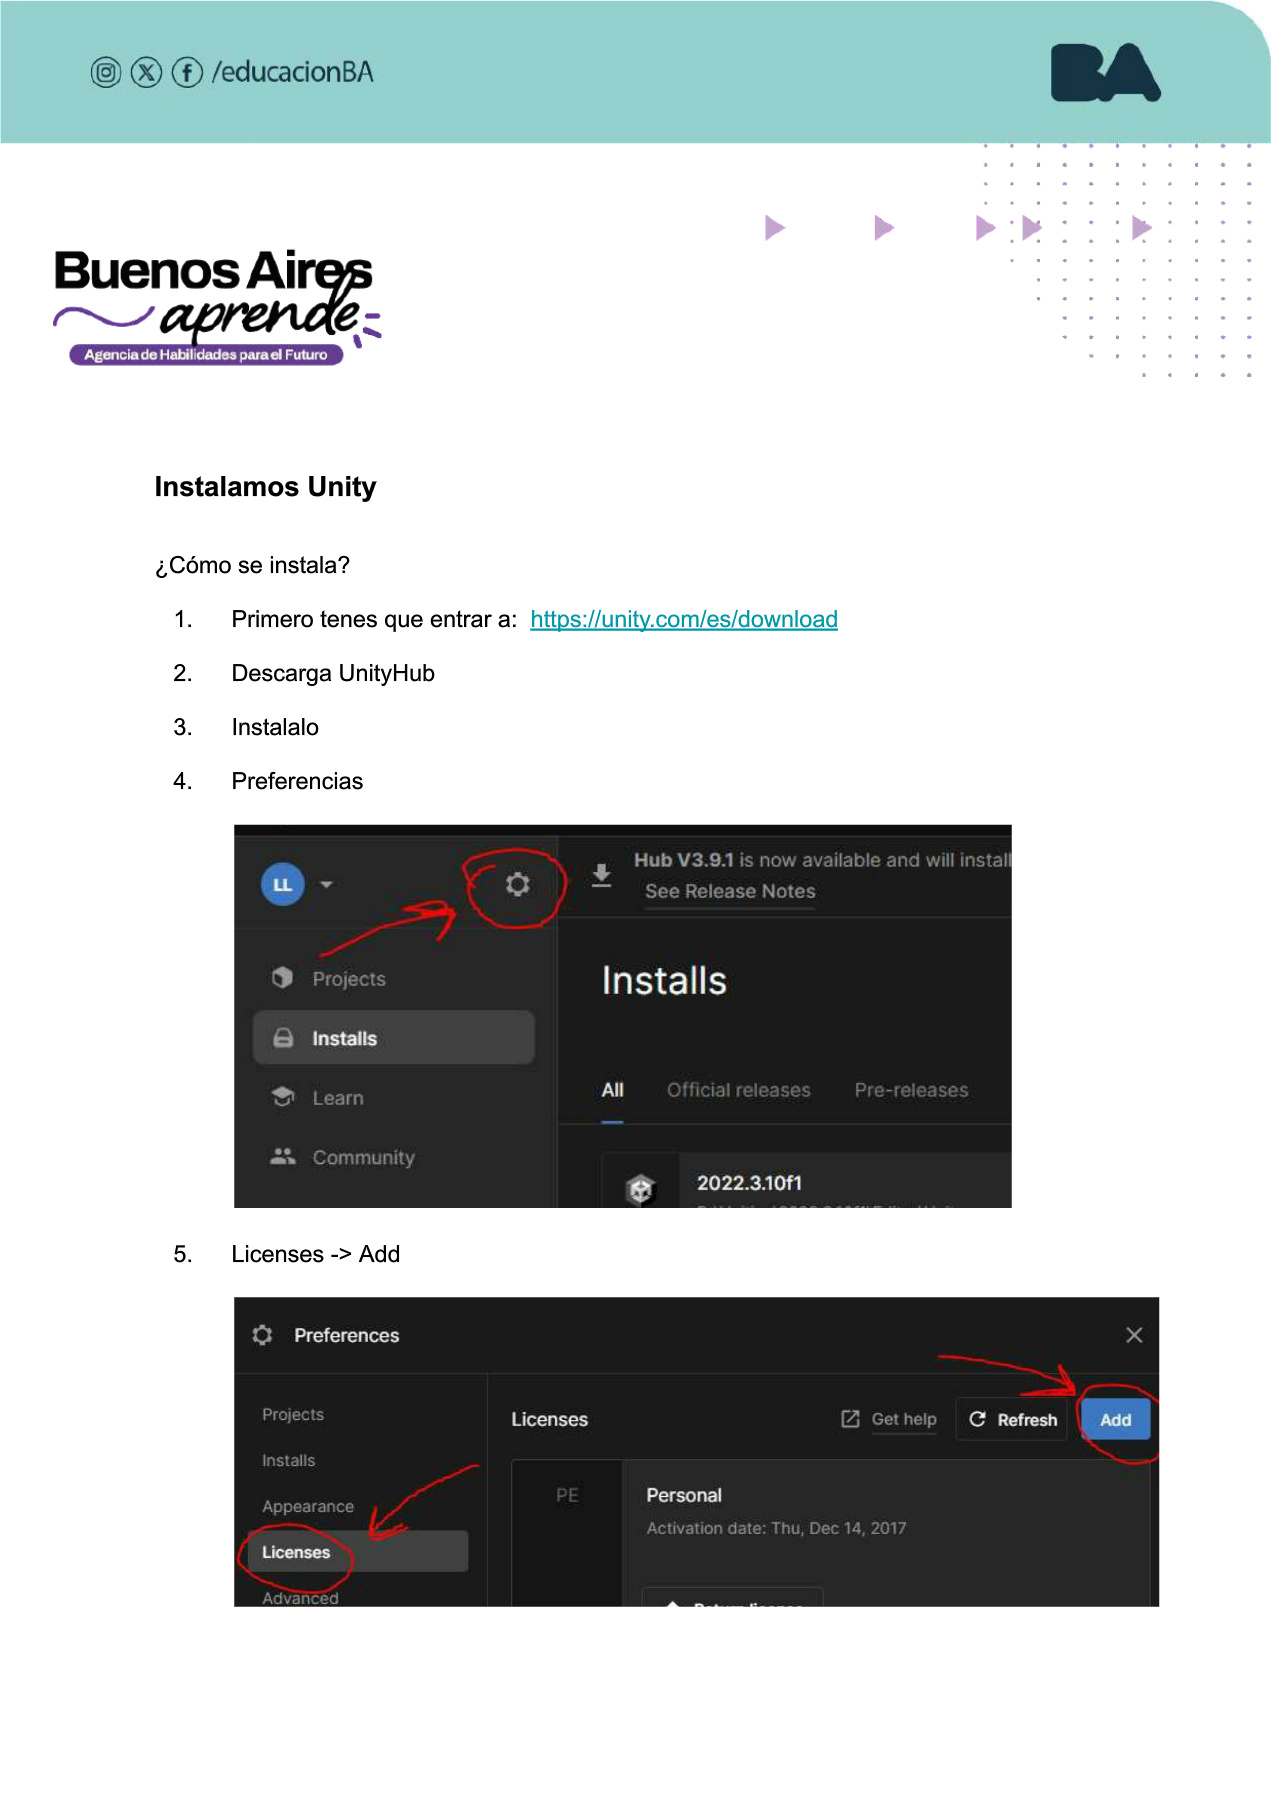 /educacionBA
BA
Buenos Aires
aprende
Agencia de Habilidades para el Futuro
Instalamos Unity
¿Cómo se instala?
1. Primero tenes que entrar a: https://unity.com/es/download
2. Descarga UnityHub
3. Instalalo
4. Preferencias
LL
Hub V3.9.1 is now available and will install
See Release Notes
Projects
Installs
Installs
Learn
All Official releases Pre-releases
Community
2022.3.10f1
5. Licenses -> Add
Preferences
Projects
Licenses Get help Refresh Add
Installs
PE Personal
Appearance
Activation date: Thu, Dec 14, 2017
Licenses
Advanced